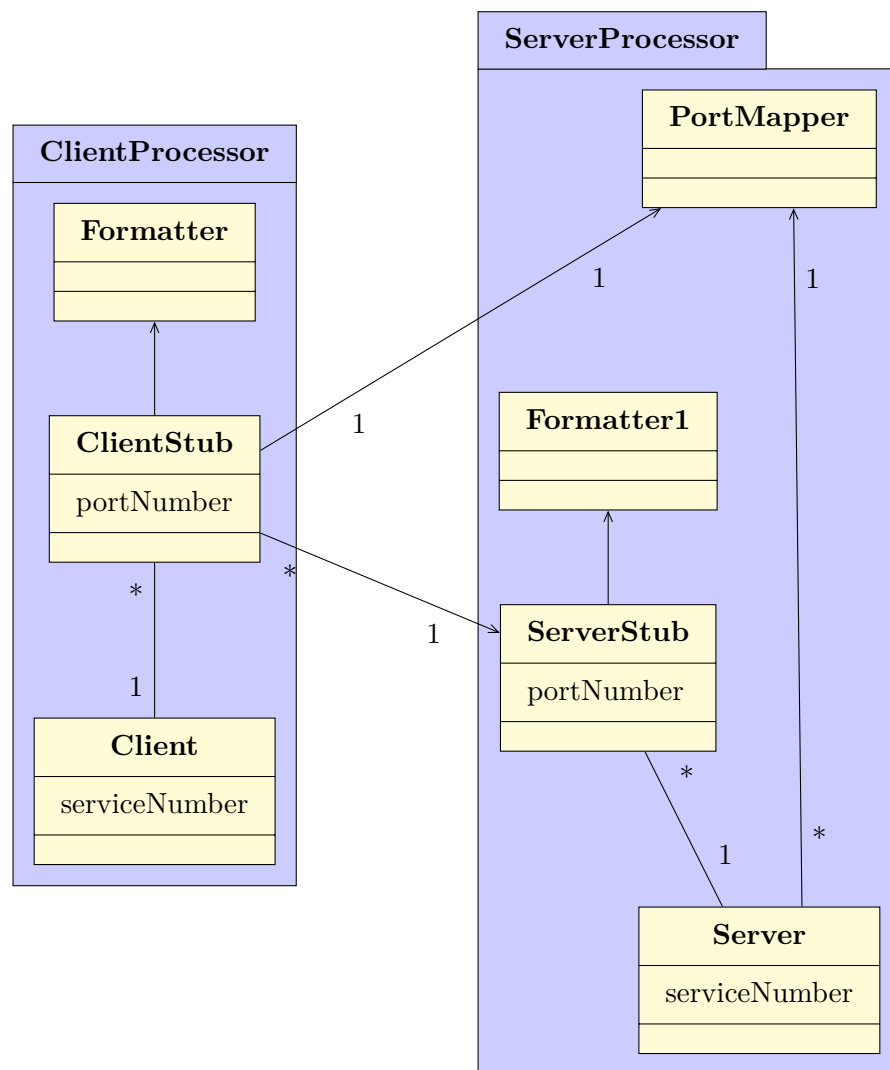 ServerProcessor
PortMapper
ClientProcessor
Formatter
1
1
1
Formatter1
ClientStub
portNumber
*
*
1
ServerStub
portNumber
1
Client
serviceNumber
*
1
*
Server
serviceNumber